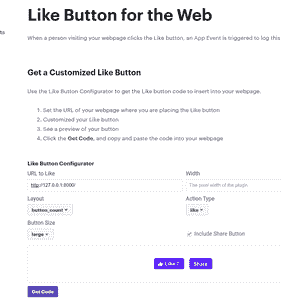 Like Button for the Web
When a person visiting your webpage clicks the Like button, an App Event is triggered to log this
Get a Customized Like Button
Use the Like Button Configurator to get the Like button code to insert into your webpage.
1. Set the URL of your webpage where you are placing the Like button
2. Customized your Like button
3. See a preview of your button
4. Click the Get Code, and copy and paste the code into your webpage
Like Button Configurator
URL to Like Width
http://127.0.0.1:8000/ The pixel width of the plugin
Layout Action Type
button_count like
Button Size
large Include Share Button
Like Share
Get Code